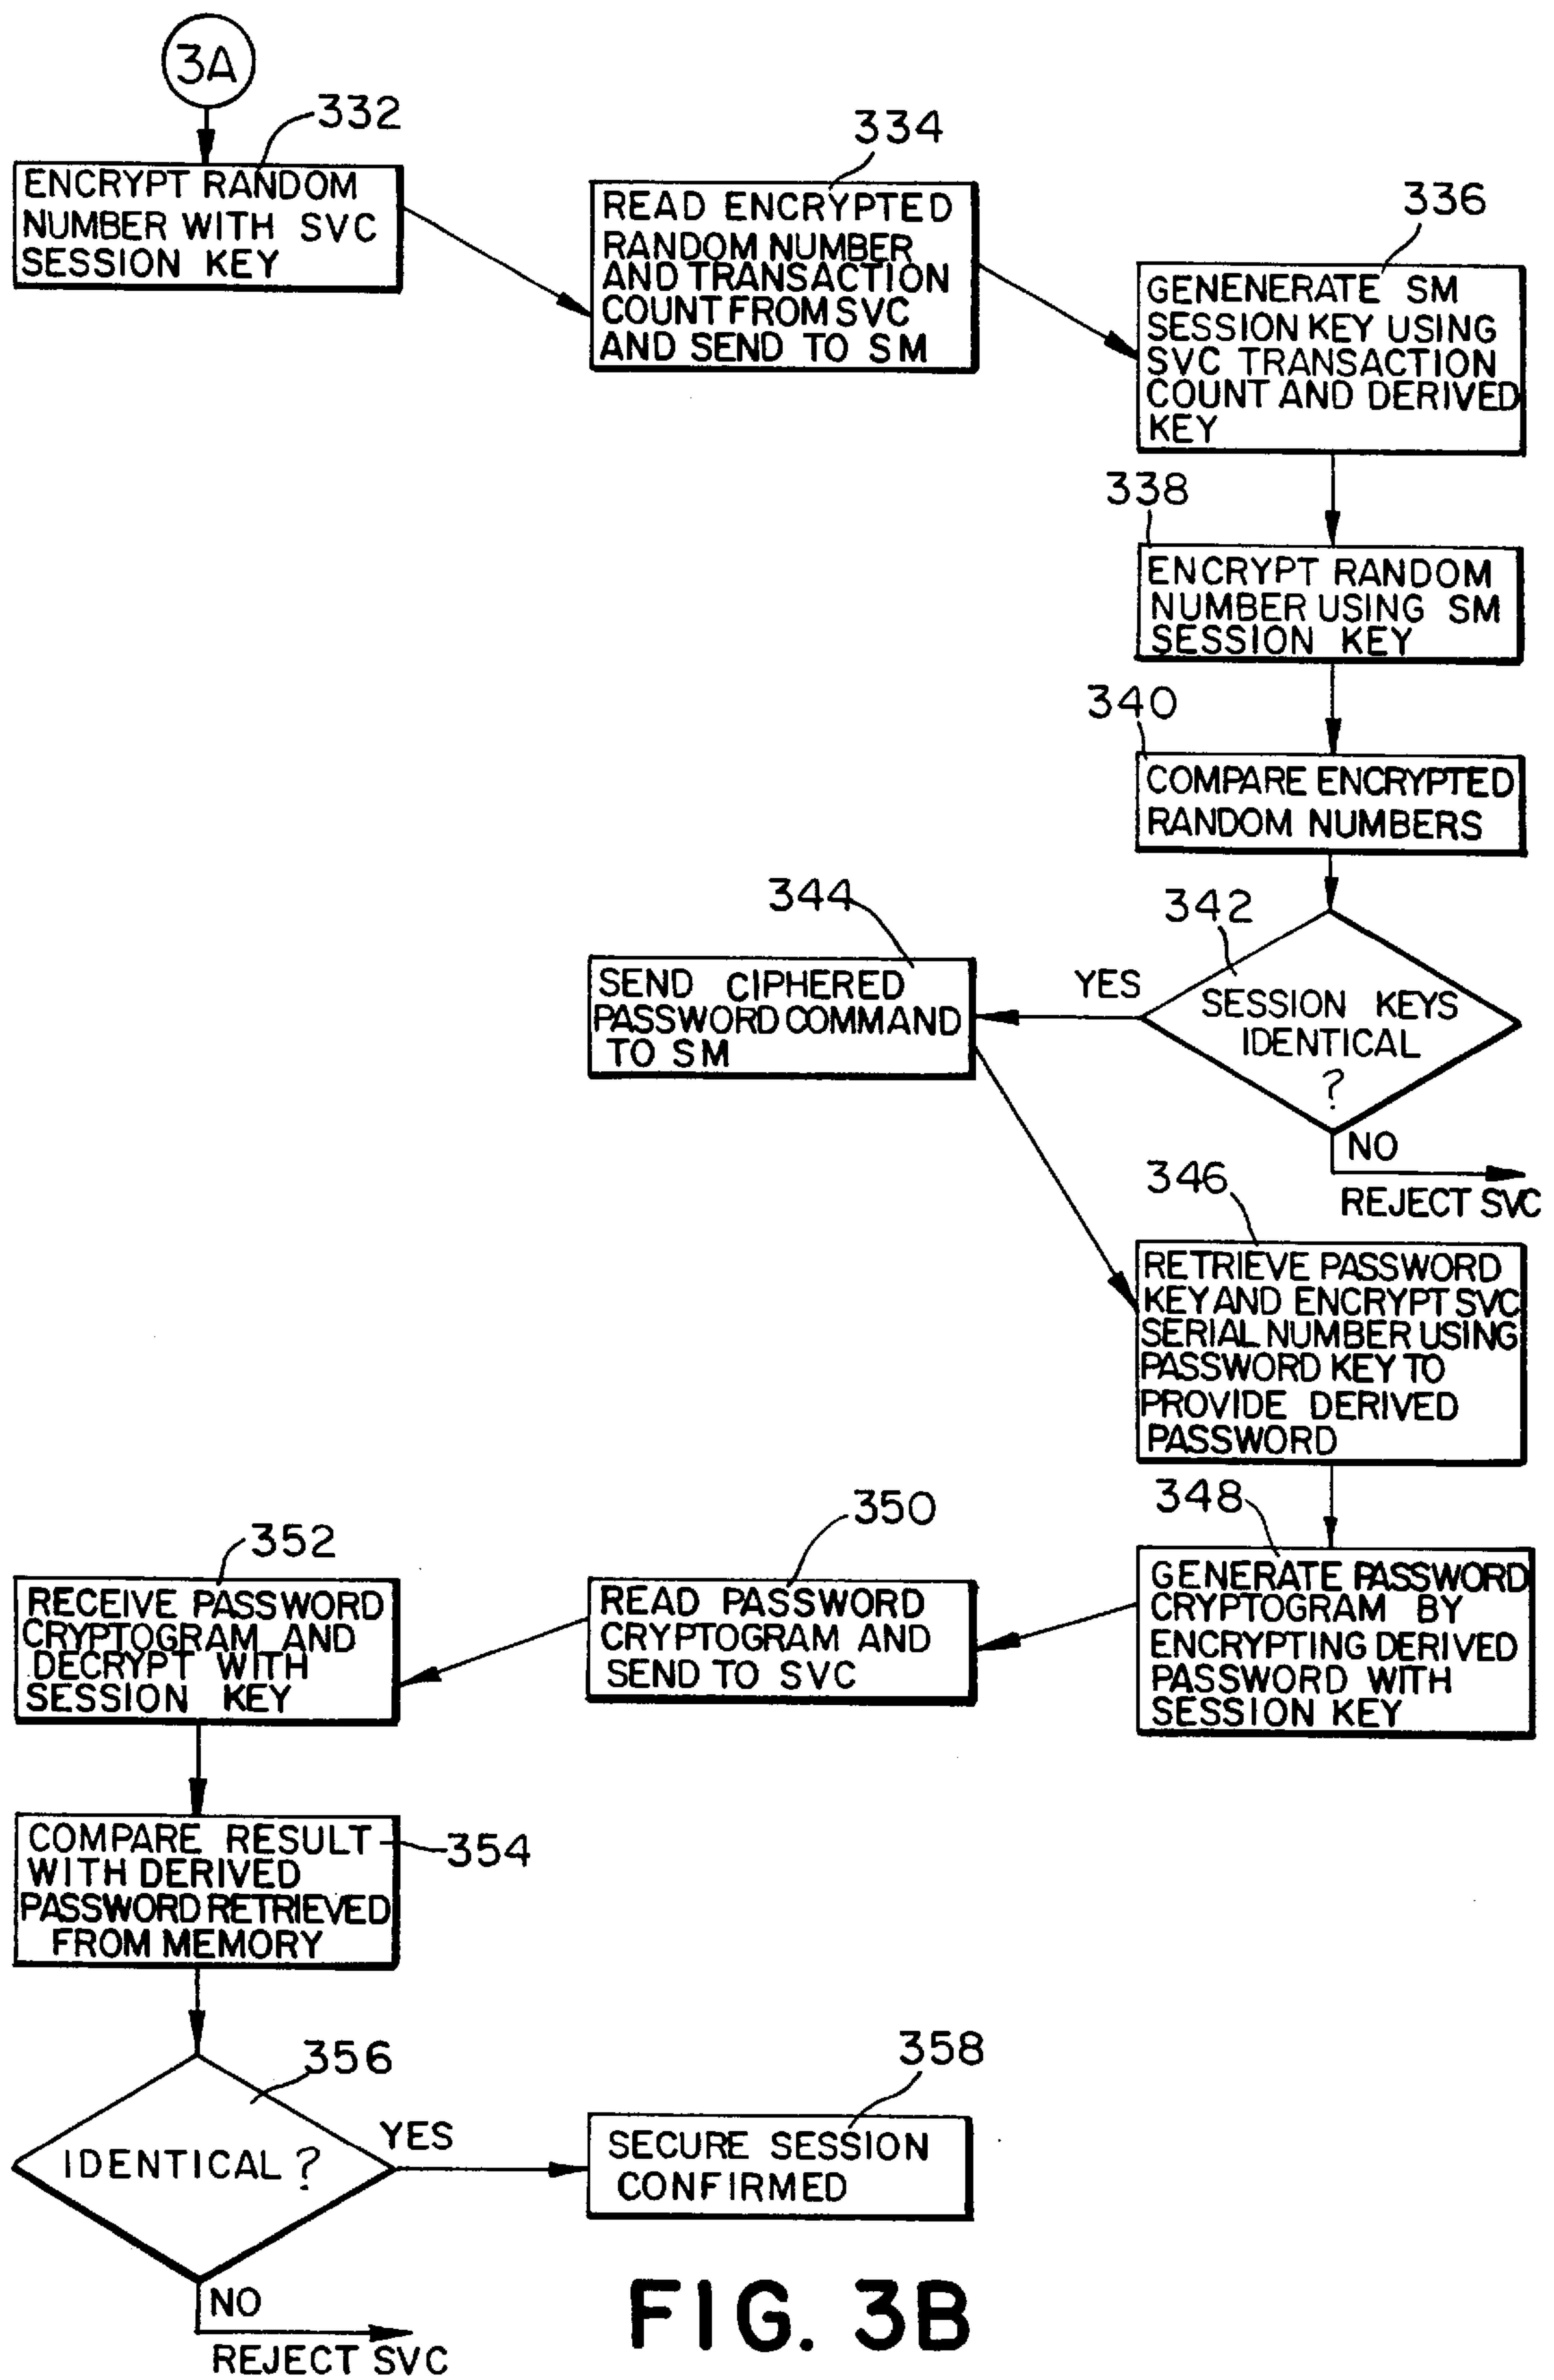 3A
332
ENCRYPT RANDOM
NUMBER WITH SVC
SESSION KEY
334
READ ENCRYPTED
RANDOM NUMBER
AND TRANSACTION
COUNT FROM SVC
AND SEND TO SM
336
GENENERATE SM
SESSION KEY USING
SVC TRANSACTION
COUNT AND DERIVED
KEY
338
ENCRYPT RANDOM
NUMBER USING SM
SESSION KEY
340
COMPARE ENCRYPTED
RANDOM NUMBERS
342
SESSION KEYS
IDENTICAL
?
YES
NO
REJECT SVC
344
SEND CIPHERED
PASSWORD COMMAND
TO SM
346
RETRIEVE PASSWORD
KEY AND ENCRYPT SVC
SERIAL NUMBER USING
PASSWORD KEY TO
PROVIDE DERIVED
PASSWORD
348
GENERATE PASSWORD
CRYPTOGRAM BY
ENCRYPTING DERIVED
PASSWORD WITH
SESSION KEY
350
READ PASSWORD
CRYPTOGRAM AND
SEND TO SVC
352
RECEIVE PASSWORD
CRYPTOGRAM AND
DECRYPT WITH
SESSION KEY
354
COMPARE RESULT
WITH DERIVED
PASSWORD RETRIEVED
FROM MEMORY
356
IDENTICAL ?
YES
NO
REJECT SVC
358
SECURE SESSION
CONFIRMED
FIG. 3B